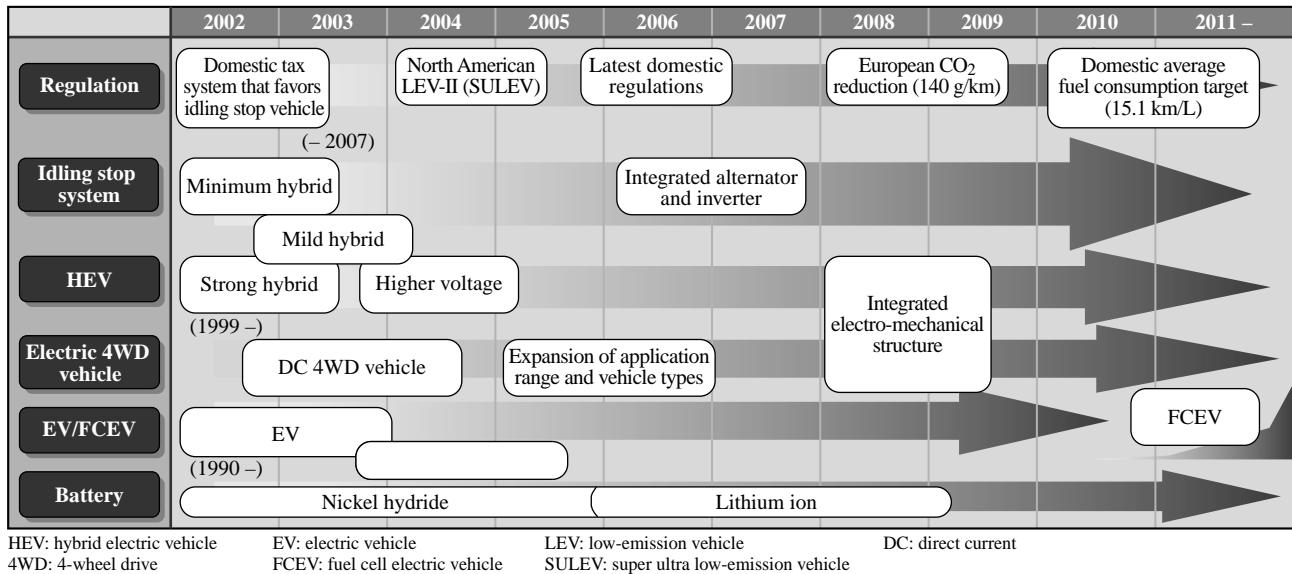 2002 2003 2004 2005 2006 2007 2008 2009 2010 2011 –
Regulation
Domestic tax
system that favors
idling stop vehicle
(– 2007)
North American
LEV-II (SULEV)
Latest domestic
regulations
European CO₂
reduction (140 g/km)
Domestic average
fuel consumption target
(15.1 km/L)
Idling stop
system
Minimum hybrid
Mild hybrid
Integrated alternator
and inverter
HEV
Strong hybrid
(1999 –)
Higher voltage
Integrated
electro-mechanical
structure
Electric 4WD
vehicle
DC 4WD vehicle
Expansion of application
range and vehicle types
EV/FCEV
EV
(1990 –)
FCEV
Battery
Nickel hydride
Lithium ion
HEV: hybrid electric vehicle EV: electric vehicle LEV: low-emission vehicle DC: direct current
4WD: 4-wheel drive FCEV: fuel cell electric vehicle SULEV: super ultra low-emission vehicle